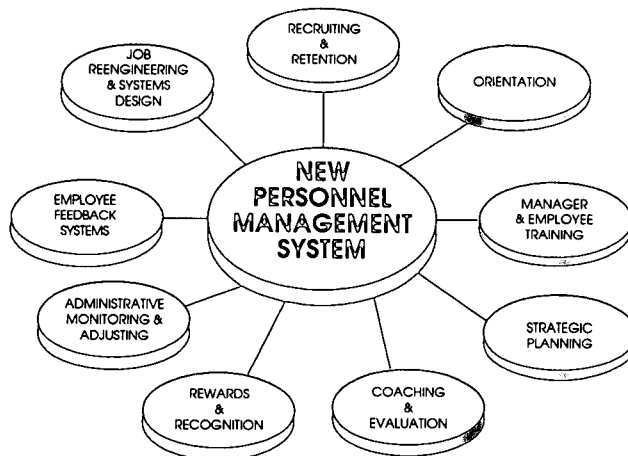 RECRUITING
&
RETENTION
JOB
REENGINEERING
& SYSTEMS
DESIGN
ORIENTATION
NEW
PERSONNEL
MANAGEMENT
SYSTEM
EMPLOYEE
FEEDBACK
SYSTEMS
MANAGER
& EMPLOYEE
TRAINING
ADMINISTRATIVE
MONITORING &
ADJUSTING
STRATEGIC
PLANNING
REWARDS
&
RECOGNITION
COACHING
&
EVALUATION